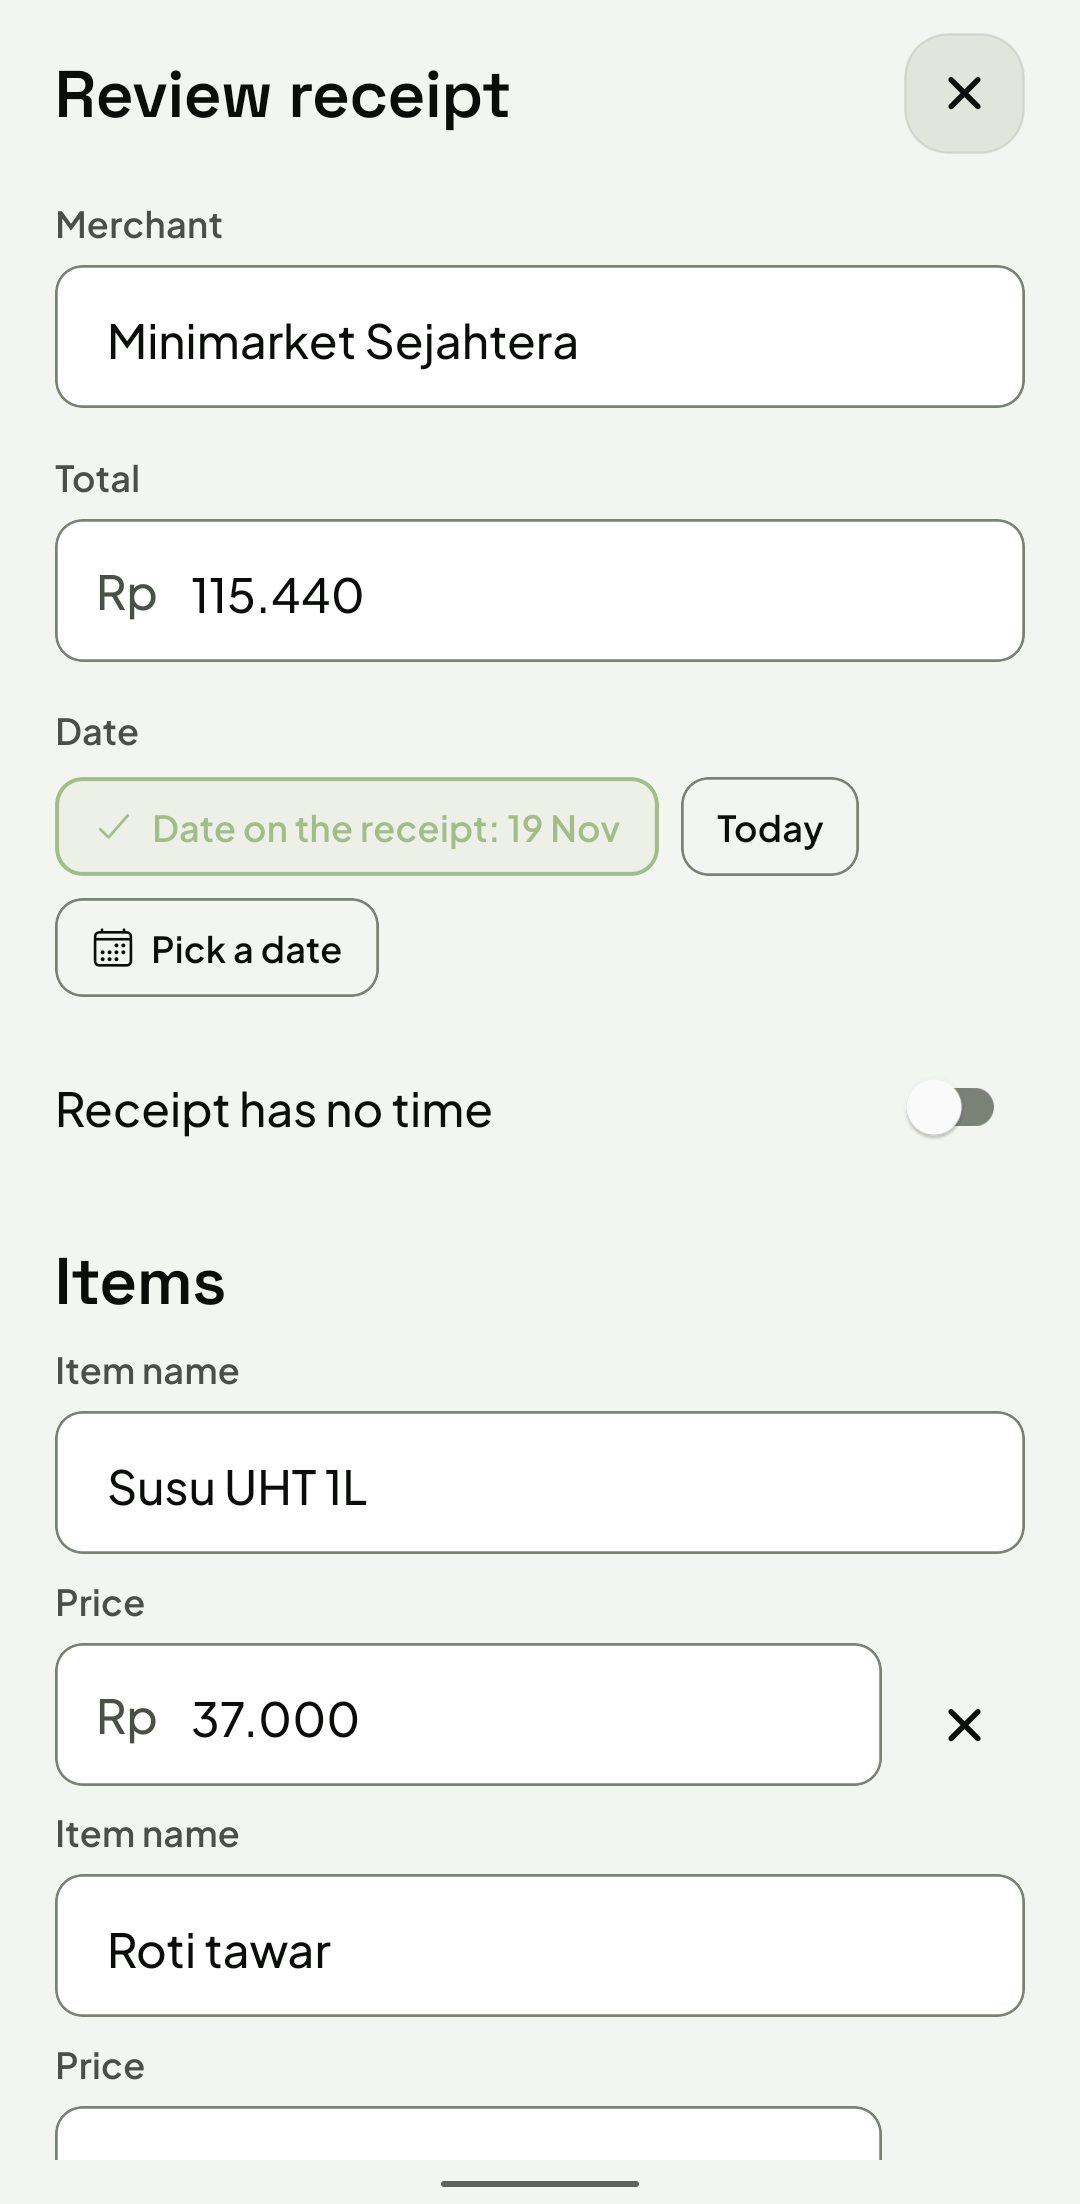 Review receipt
Merchant
Minimarket Sejahtera
Total
Rp 115.440
Date
Date on the receipt: 19 Nov
Today
Pick a date
Receipt has no time
Items
Item name
Susu UHT 1L
Price
Rp 37.000
Item name
Roti tawar
Price